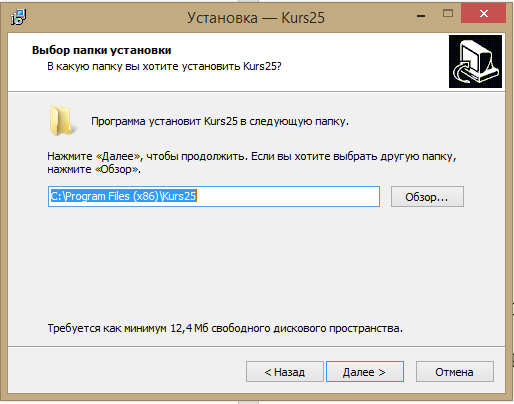 Установка — Kurs25
Выбор папки установки
В какую папку вы хотите установить Kurs25?
Программа установит Kurs25 в следующую папку.
Нажмите «Далее», чтобы продолжить. Если вы хотите выбрать другую папку,
нажмите «Обзор».
C:\Program Files (x86)\Kurs25
Обзор...
Требуется как минимум 12,4 Мб свободного дискового пространства.
< Назад
Далее >
Отмена